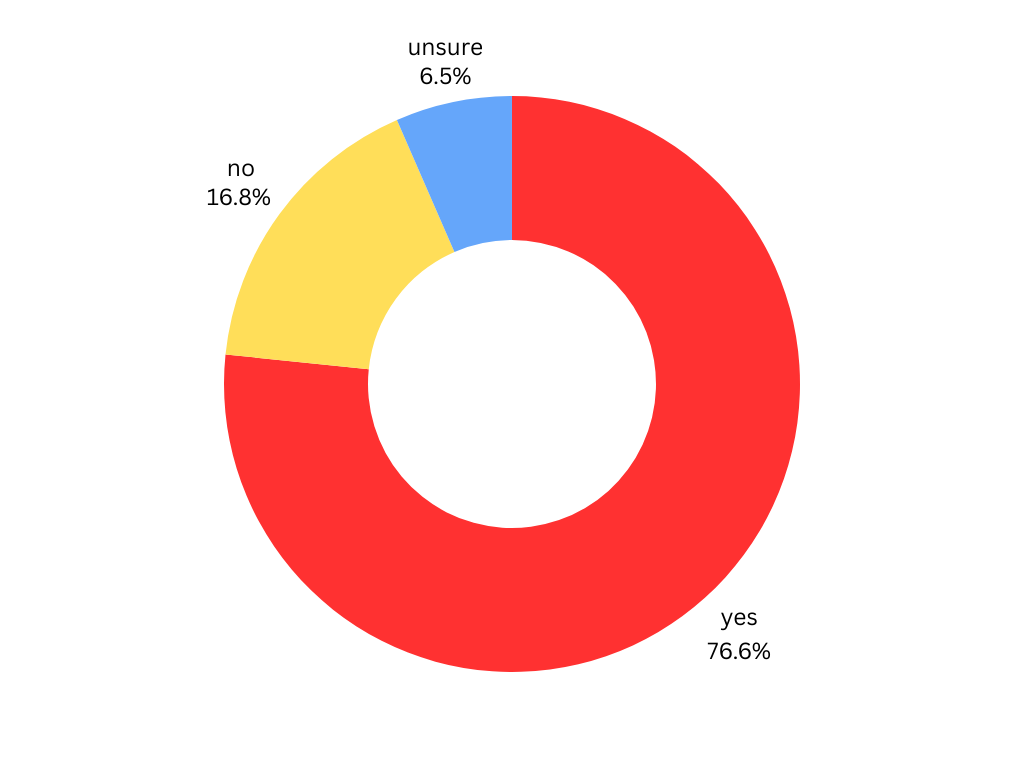 unsure
6.5%
no
16.8%
yes
76.6%